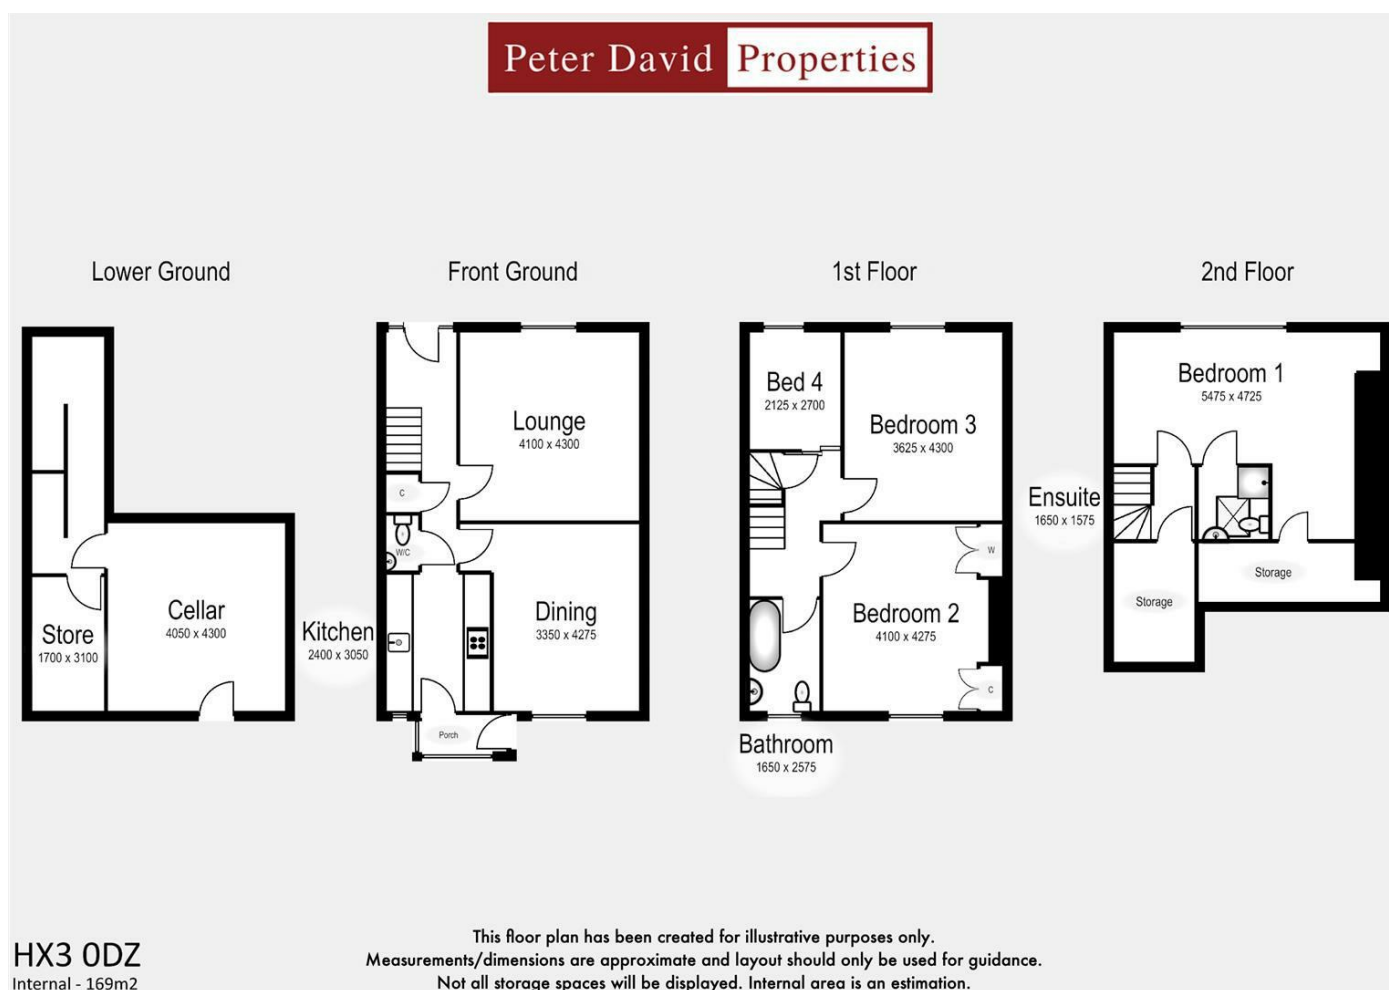 Peter David Properties
Lower Ground
Front Ground
1st Floor
2nd Floor
Store
1700 x 3100
Cellar
4050 x 4300
Kitchen
2400 x 3050
Lounge
4100 x 4300
C
W/C
Dining
3350 x 4275
Porch
Bed 4
2125 x 2700
Bedroom 3
3625 x 4300
Bedroom 2
4100 x 4275
W
C
Bathroom
1650 x 2575
Bedroom 1
5475 x 4725
Ensuite
1650 x 1575
Storage
Storage
HX3 0DZ
Internal - 169m2
This floor plan has been created for illustrative purposes only.
Measurements/dimensions are approximate and layout should only be used for guidance.
Not all storage spaces will be displayed. Internal area is an estimation.